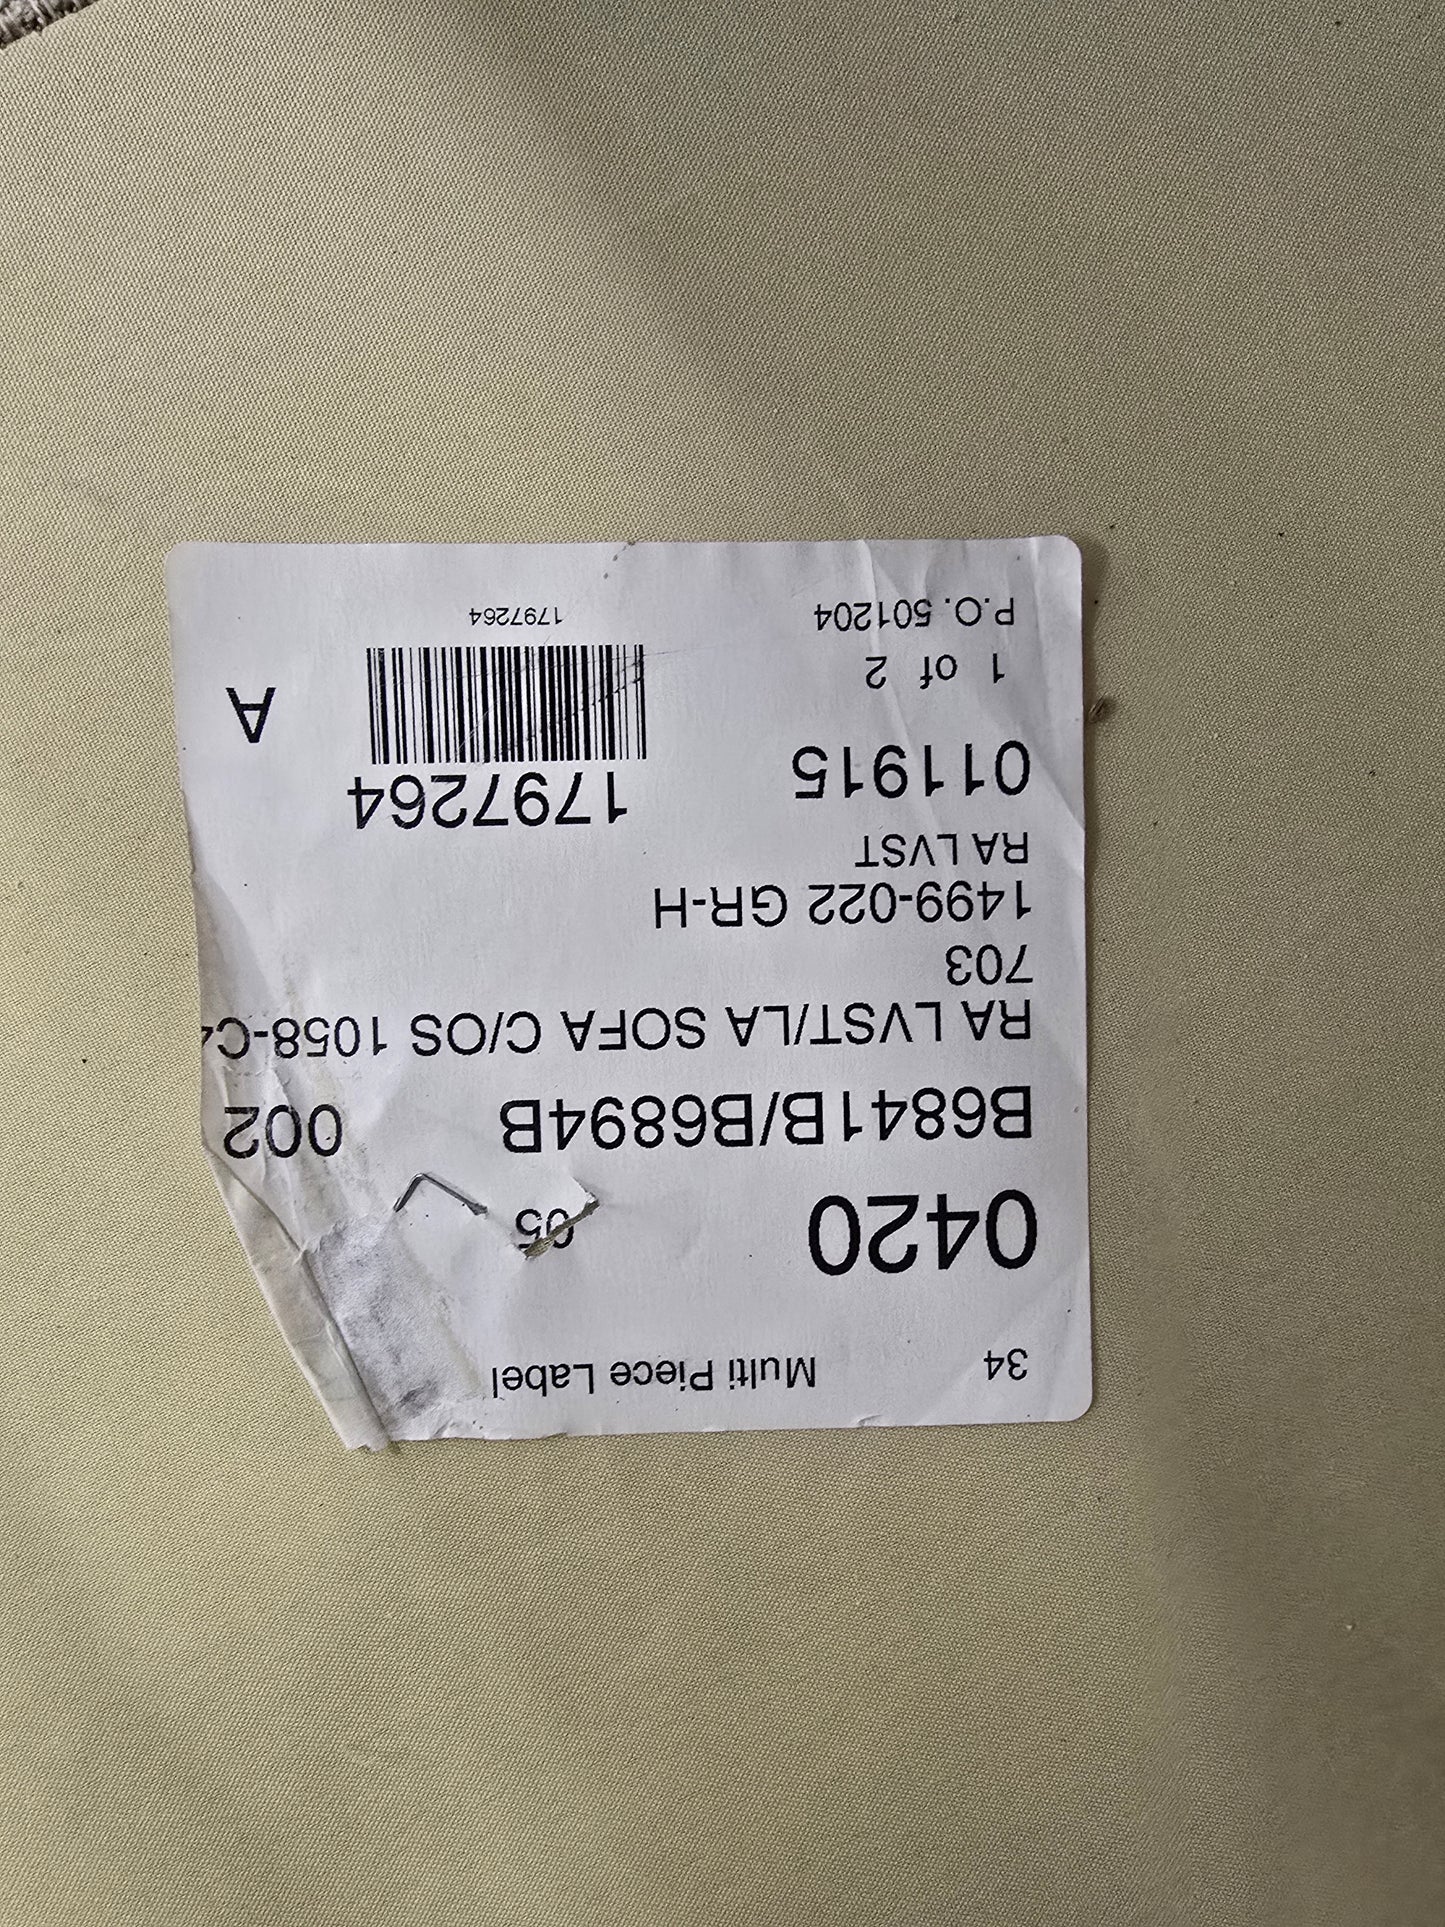 34 Multi Piece Label
0420 05
B6841B/B6894B 002
RA LVST/LA SOFA C/OS 1058-C
703
1499-022 GR-H
RA LVST
011915 1797264
1 of 2 A
P.O. 501204 1797264